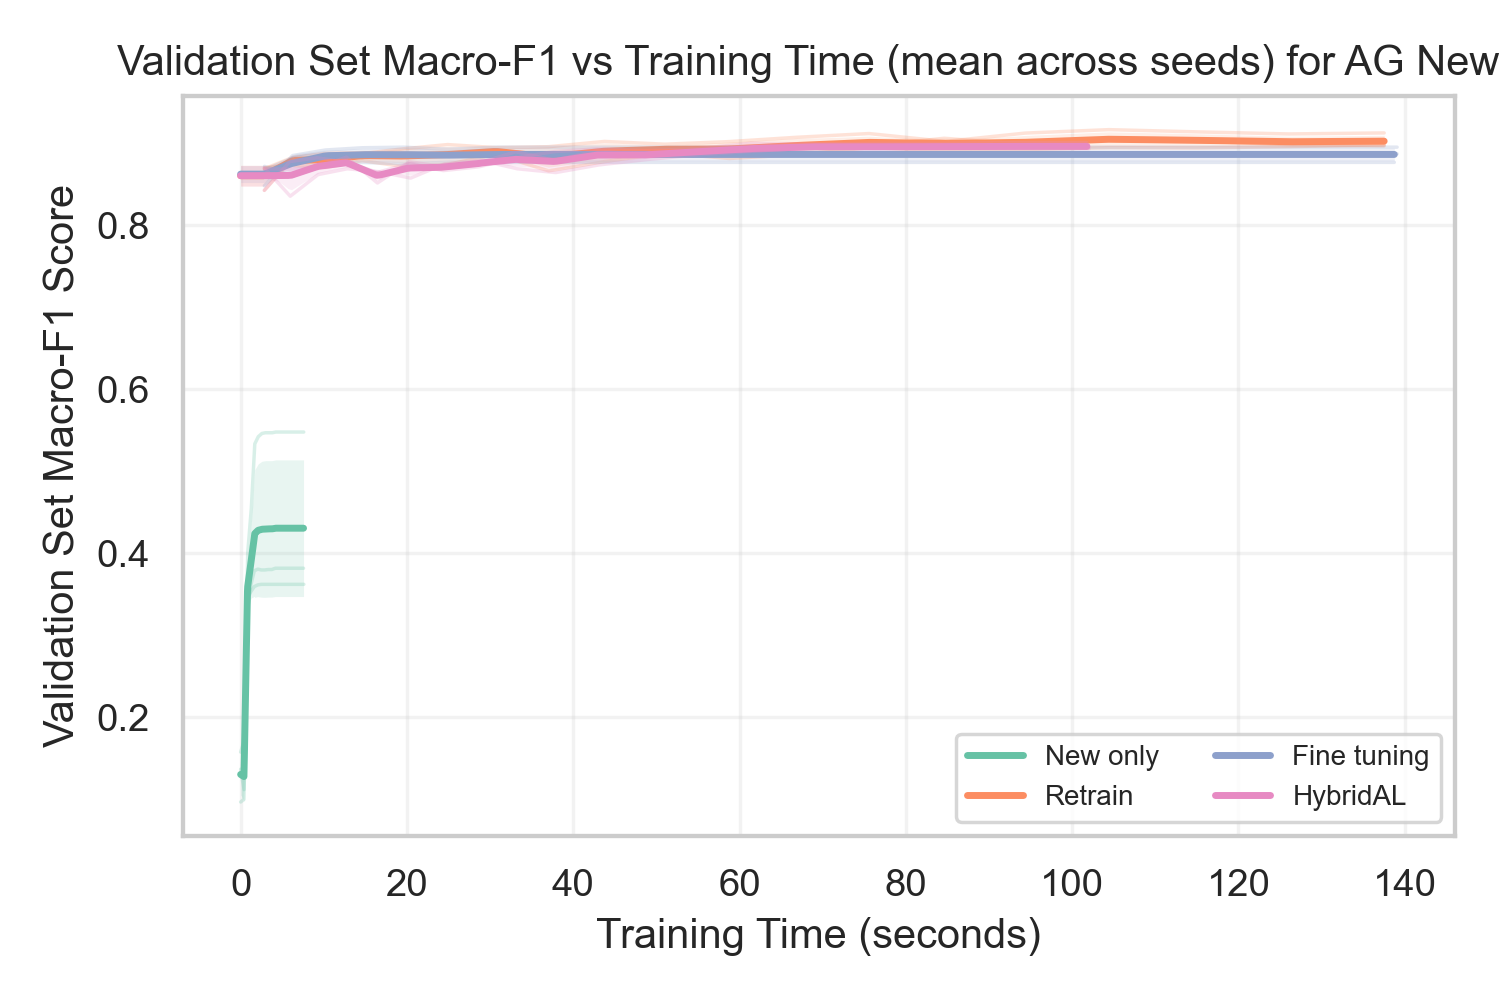 Validation Set Macro-F1 vs Training Time (mean across seeds) for AG New
Validation Set Macro-F1 Score
0.8
0.6
0.4
0.2
New only
Retrain
Fine tuning
HybridAL
0 20 40 60 80 100 120 140
Training Time (seconds)